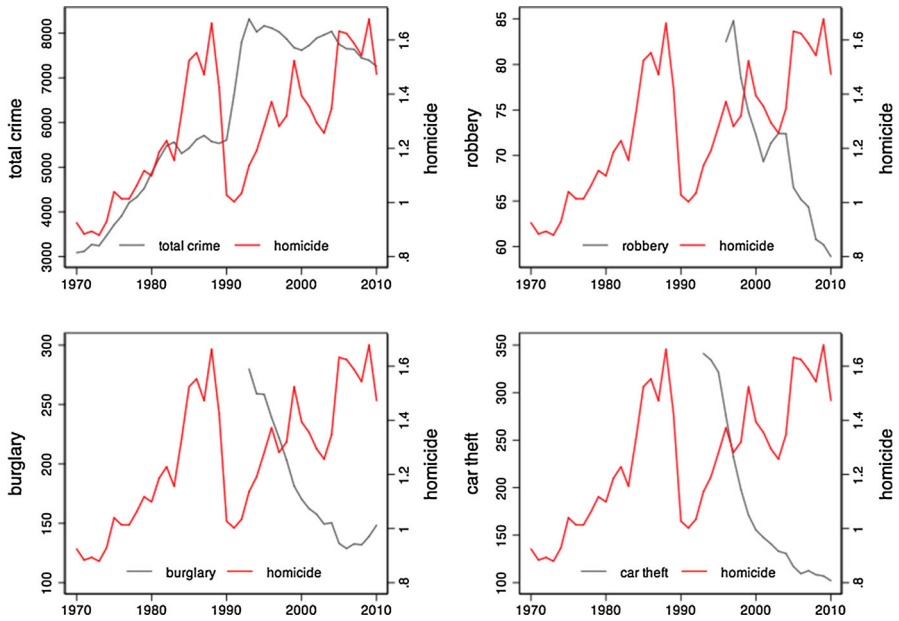 total crime
8000
7000
6000
5000
4000
3000
1.6
1.4
1.2
1
.8
homicide
total crime homicide
1970 1980 1990 2000 2010
robbery
85
80
75
70
65
60
1.6
1.4
1.2
1
.8
homicide
robbery homicide
1970 1980 1990 2000 2010
burglary
300
250
200
150
100
1.6
1.4
1.2
1
.8
homicide
burglary homicide
1970 1980 1990 2000 2010
car theft
350
300
250
200
150
100
1.6
1.4
1.2
1
.8
homicide
car theft homicide
1970 1980 1990 2000 2010